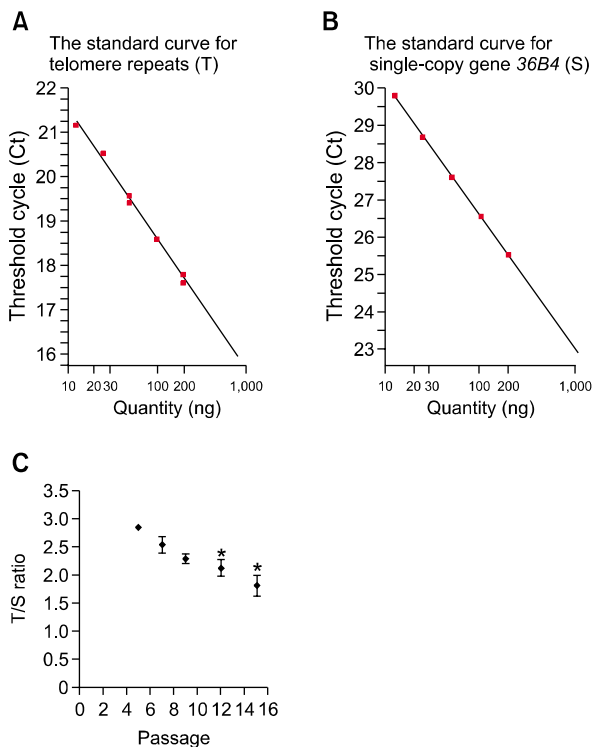 A
The standard curve for
telomere repeats (T)
Threshold cycle (Ct)
22
21
20
19
18
17
16
10 20 30 100 200 1,000
Quantity (ng)
B
The standard curve for
single-copy gene 36B4 (S)
Threshold cycle (Ct)
30
29
28
27
26
25
24
23
10 20 30 100 200 1,000
Quantity (ng)
C
T/S ratio
3.5
3.0
2.5
2.0
1.5
1.0
0.5
0
* *
0 2 4 6 8 10 12 14 16
Passage